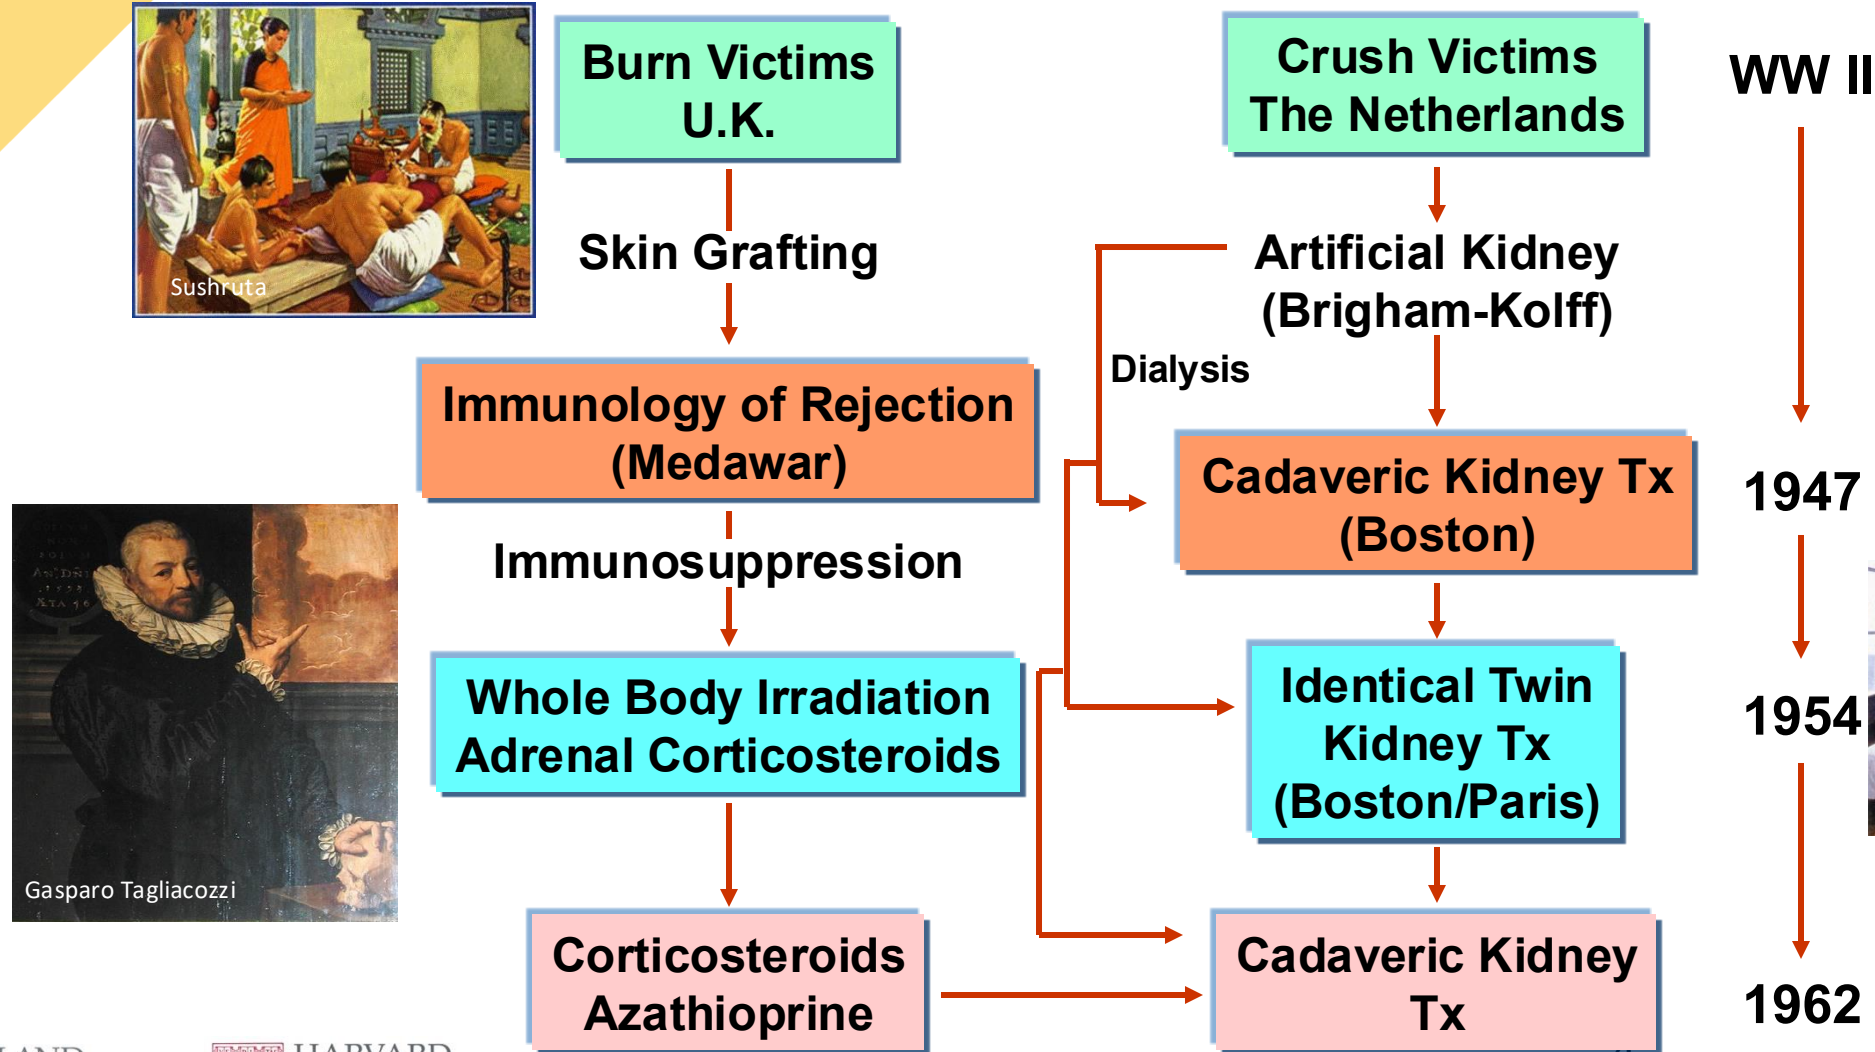 Burn Victims
U.K.
Crush Victims
The Netherlands
WW II
Sushruta
Skin Grafting
Artificial Kidney
(Brigham-Kolff)
Dialysis
Immunology of Rejection
(Medawar)
Cadaveric Kidney Tx
(Boston)
1947
Immunosuppression
Whole Body Irradiation
Adrenal Corticosteroids
Identical Twin
Kidney Tx
(Boston/Paris)
1954
Gasparo Tagliacozzi
Corticosteroids
Azathioprine
Cadaveric Kidney
Tx
1962
HARVARD